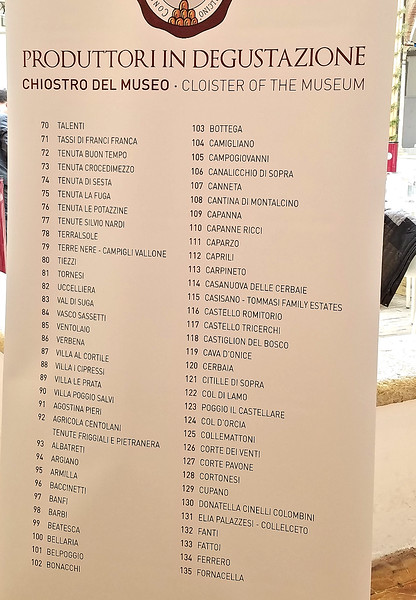 PRODUTTORI IN DEGUSTAZIONE
CHIOSTRO DEL MUSEO · CLOISTER OF THE MUSEUM
70 TALENTI
71 TASSI DI FRANCI FRANCA
72 TENUTA BUON TEMPO
73 TENUTA CROCEDIMEZZO
74 TENUTA DI SESTA
75 TENUTA LA FUGA
76 TENUTA LE POTAZZINE
77 TENUTE SILVIO NARDI
78 TERRALSOLE
79 TERRE NERE - CAMPIGLI VALLONE
80 TIEZZI
81 TORNESI
82 UCCELLIERA
83 VAL DI SUGA
84 VASCO SASSETTI
85 VENTOLAIO
86 VERBENA
87 VILLA AL CORTILE
88 VILLA I CIPRESSI
89 VILLA LE PRATA
90 VILLA POGGIO SALVI
91 AGOSTINA PIERI
92 AGRICOLA CENTOLANI
TENUTE FRIGGIALI E PIETRANERA
93 ALBATRETI
94 ARGIANO
95 ARMILLA
96 BACCINETTI
97 BANFI
98 BARBI
99 BEATESCA
100 BELLARIA
101 BELPOGGIO
102 BONACCHI
103 BOTTEGA
104 CAMIGLIANO
105 CAMPOGIOVANNI
106 CANALICCHIO DI SOPRA
107 CANNETA
108 CANTINA DI MONTALCINO
109 CAPANNA
110 CAPANNE RICCI
111 CAPARZO
112 CAPRILI
113 CARPINETO
114 CASANUOVA DELLE CERBAIE
115 CASISANO - TOMMASI FAMILY ESTATES
116 CASTELLO ROMITORIO
117 CASTELLO TRICERCHI
118 CASTIGLION DEL BOSCO
119 CAVA D'ONICE
120 CERBAIA
121 CITILLE DI SOPRA
122 COL DI LAMO
123 POGGIO IL CASTELLARE
124 COL D'ORCIA
125 COLLEMATTONI
126 CORTE DEI VENTI
127 CORTE PAVONE
128 CORTONESI
129 CUPANO
130 DONATELLA CINELLI COLOMBINI
131 ELIA PALAZZESI - COLLELCETO
132 FANTI
133 FATTOI
134 FERRERO
135 FORNACELLA